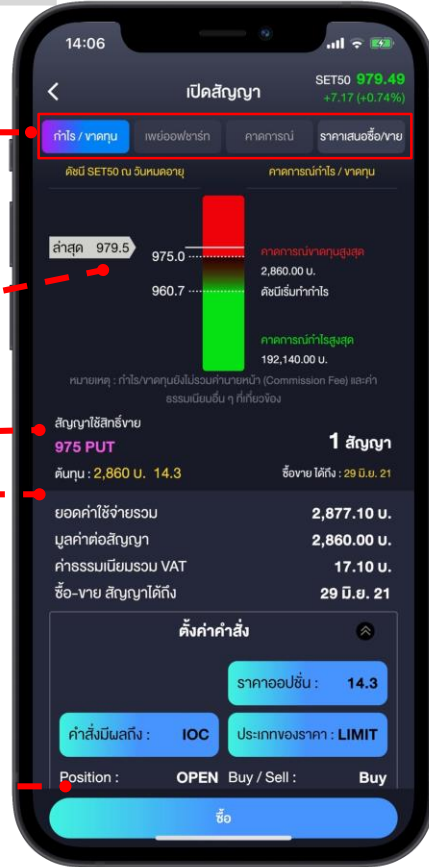 14:06
เปิดสัญญา
SET50 979.49
+7.17 (+0.74%)
กำไร / ขาดทุน เพย์ออฟชาร์ท คาดการณ์ ราคาเสนอซื้อ/ขาย
ดัชนี SET50 ณ วันหมดอายุ คาดการณ์กำไร / ขาดทุน
ล่าสุด 979.5
975.0
คาดการณ์ขาดทุนสูงสุด
2,860.00 บ.
960.7
ดัชนีเริ่มทำกำไร
คาดการณ์กำไรสูงสุด
192,140.00 บ.
หมายเหตุ : กำไร/ขาดทุนยังไม่รวมค่านายหน้า (Commission Fee) และค่า
ธรรมเนียมอื่น ๆ ที่เกี่ยวข้อง
สัญญาใช้สิทธิ์ขาย
975 PUT 1 สัญญา
ต้นทุน : 2,860 บ. 14.3 ซื้อขาย ได้ถึง : 29 มิ.ย. 21
ยอดค่าใช้จ่ายรวม 2,877.10 บ.
มูลค่าต่อสัญญา 2,860.00 บ.
ค่าธรรมเนียมรวม VAT 17.10 บ.
ซื้อ-ขาย สัญญาได้ถึง 29 มิ.ย. 21
ตั้งค่าคำสั่ง
ราคาออปชั่น : 14.3
คำสั่งมีผลถึง : IOC ประเภทของราคา : LIMIT
Position : OPEN Buy / Sell : Buy
ซื้อ